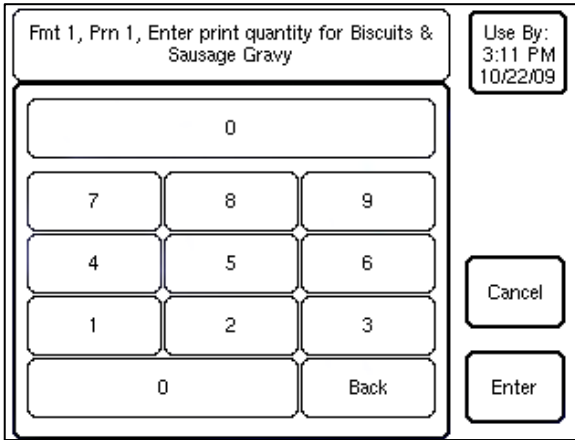 Fmt 1, Prn 1, Enter print quantity for Biscuits &
Sausage Gravy
Use By:
3:11 PM
10/22/09
0
7 8 9
4 5 6
1 2 3
0 Back
Cancel
Enter